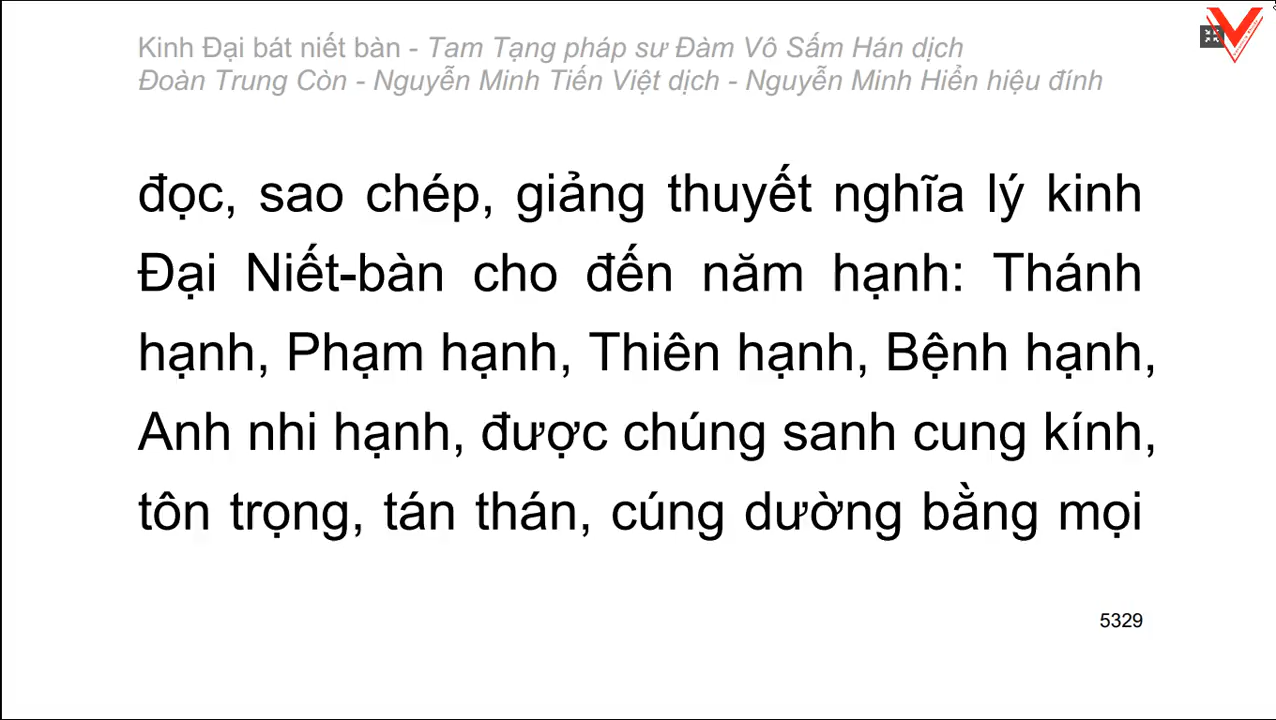 Kinh Đại bát niết bàn - Tam Tạng pháp sư Đàm Vô Sấm Hán dịch
Đoàn Trung Còn - Nguyễn Minh Tiến Việt dịch - Nguyễn Minh Hiển hiệu đính
đọc, sao chép, giảng thuyết nghĩa lý kinh
Đại Niết-bàn cho đến năm hạnh: Thánh
hạnh, Phạm hạnh, Thiên hạnh, Bệnh hạnh,
Anh nhi hạnh, được chúng sanh cung kính,
tôn trọng, tán thán, cúng dường bằng mọi
5329